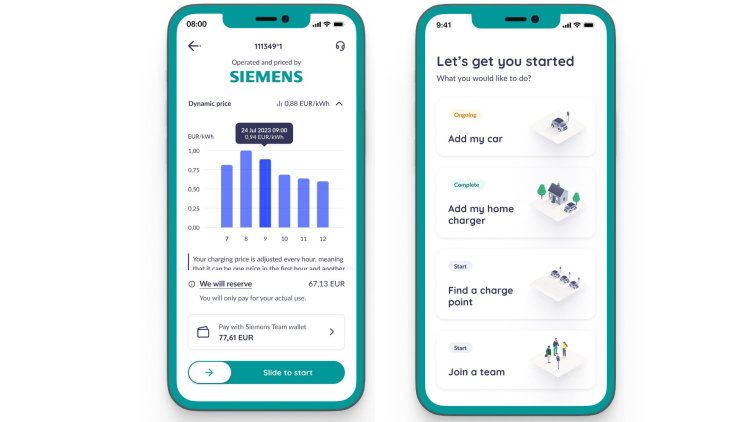 08:00
111349*1
Operated and priced by
SIEMENS
Dynamic price
0,88 EUR/kWh
24 Jul 2023 09:00
0,94 EUR/kWh
EUR/kWh
1,00
0,75
0,50
0,25
0,00
7 8 9 10 11 12
Your charging price is adjusted every hour, meaning
that it can be one price in the first hour and another
We will reserve
67,13 EUR
You will only pay for your actual use.
Pay with Siemens Team wallet
77,61 EUR
Slide to start
9:41
Let's get you started
What you would like to do?
Ongoing
Add my car
Complete
Add my home
charger
Start
Find a charge
point
Start
Join a team